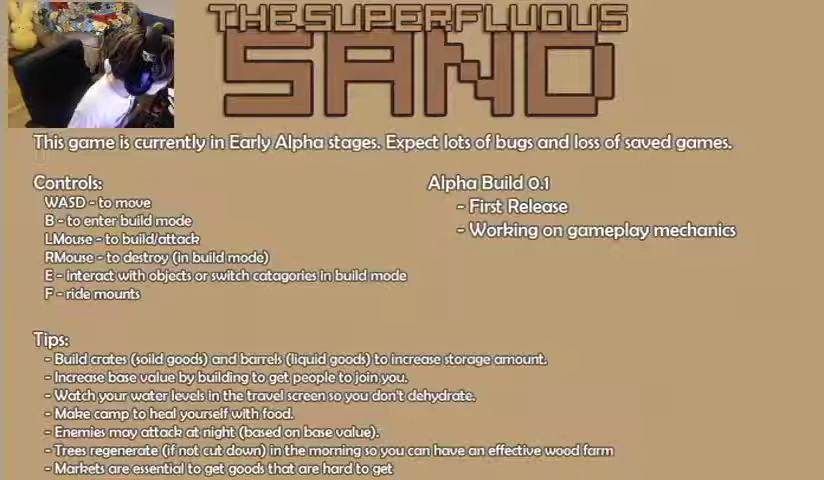 THE SUPERFLUOUS
SAND
This game is currently in Early Alpha stages. Expect lots of bugs and loss of saved games.
Controls:
WASD - to move
B - to enter build mode
LMouse - to build/attack
RMouse - to destroy (in build mode)
E - interact with objects or switch catagories in build mode
F - ride mounts
Alpha Build 0.1
- First Release
- Working on gameplay mechanics
Tips:
- Build crates (soild goods) and barrels (liquid goods) to increase storage amount.
- Increase base value by building to get people to join you.
- Watch your water levels in the travel screen so you don't dehydrate.
- Make camp to heal yourself with food.
- Enemies may attack at night (based on base value).
- Trees regenerate (if not cut down) in the morning so you can have an effective wood farm
- Markets are essential to get goods that are hard to get